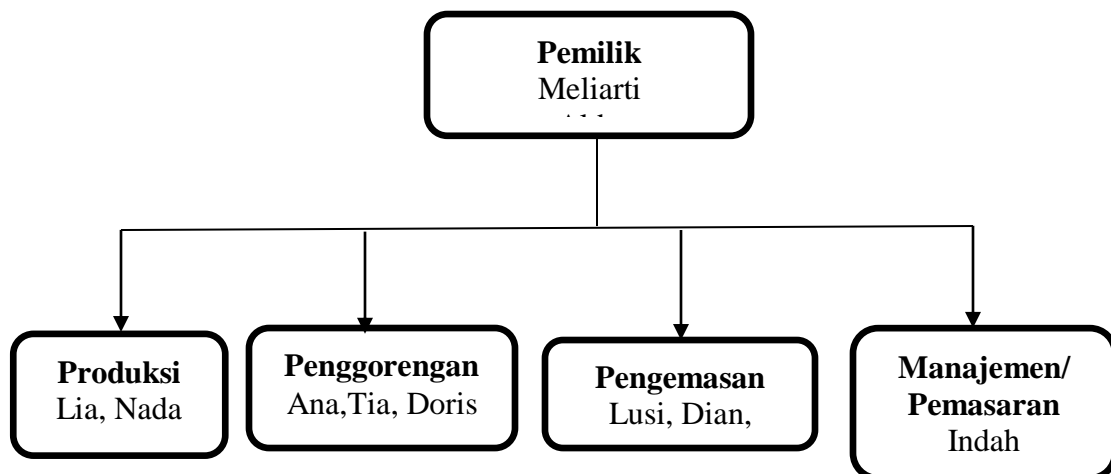 Pemilik
Meliarti
Produksi
Lia, Nada
Penggorengan
Ana,Tia, Doris
Pengemasan
Lusi, Dian,
Manajemen/
Pemasaran
Indah